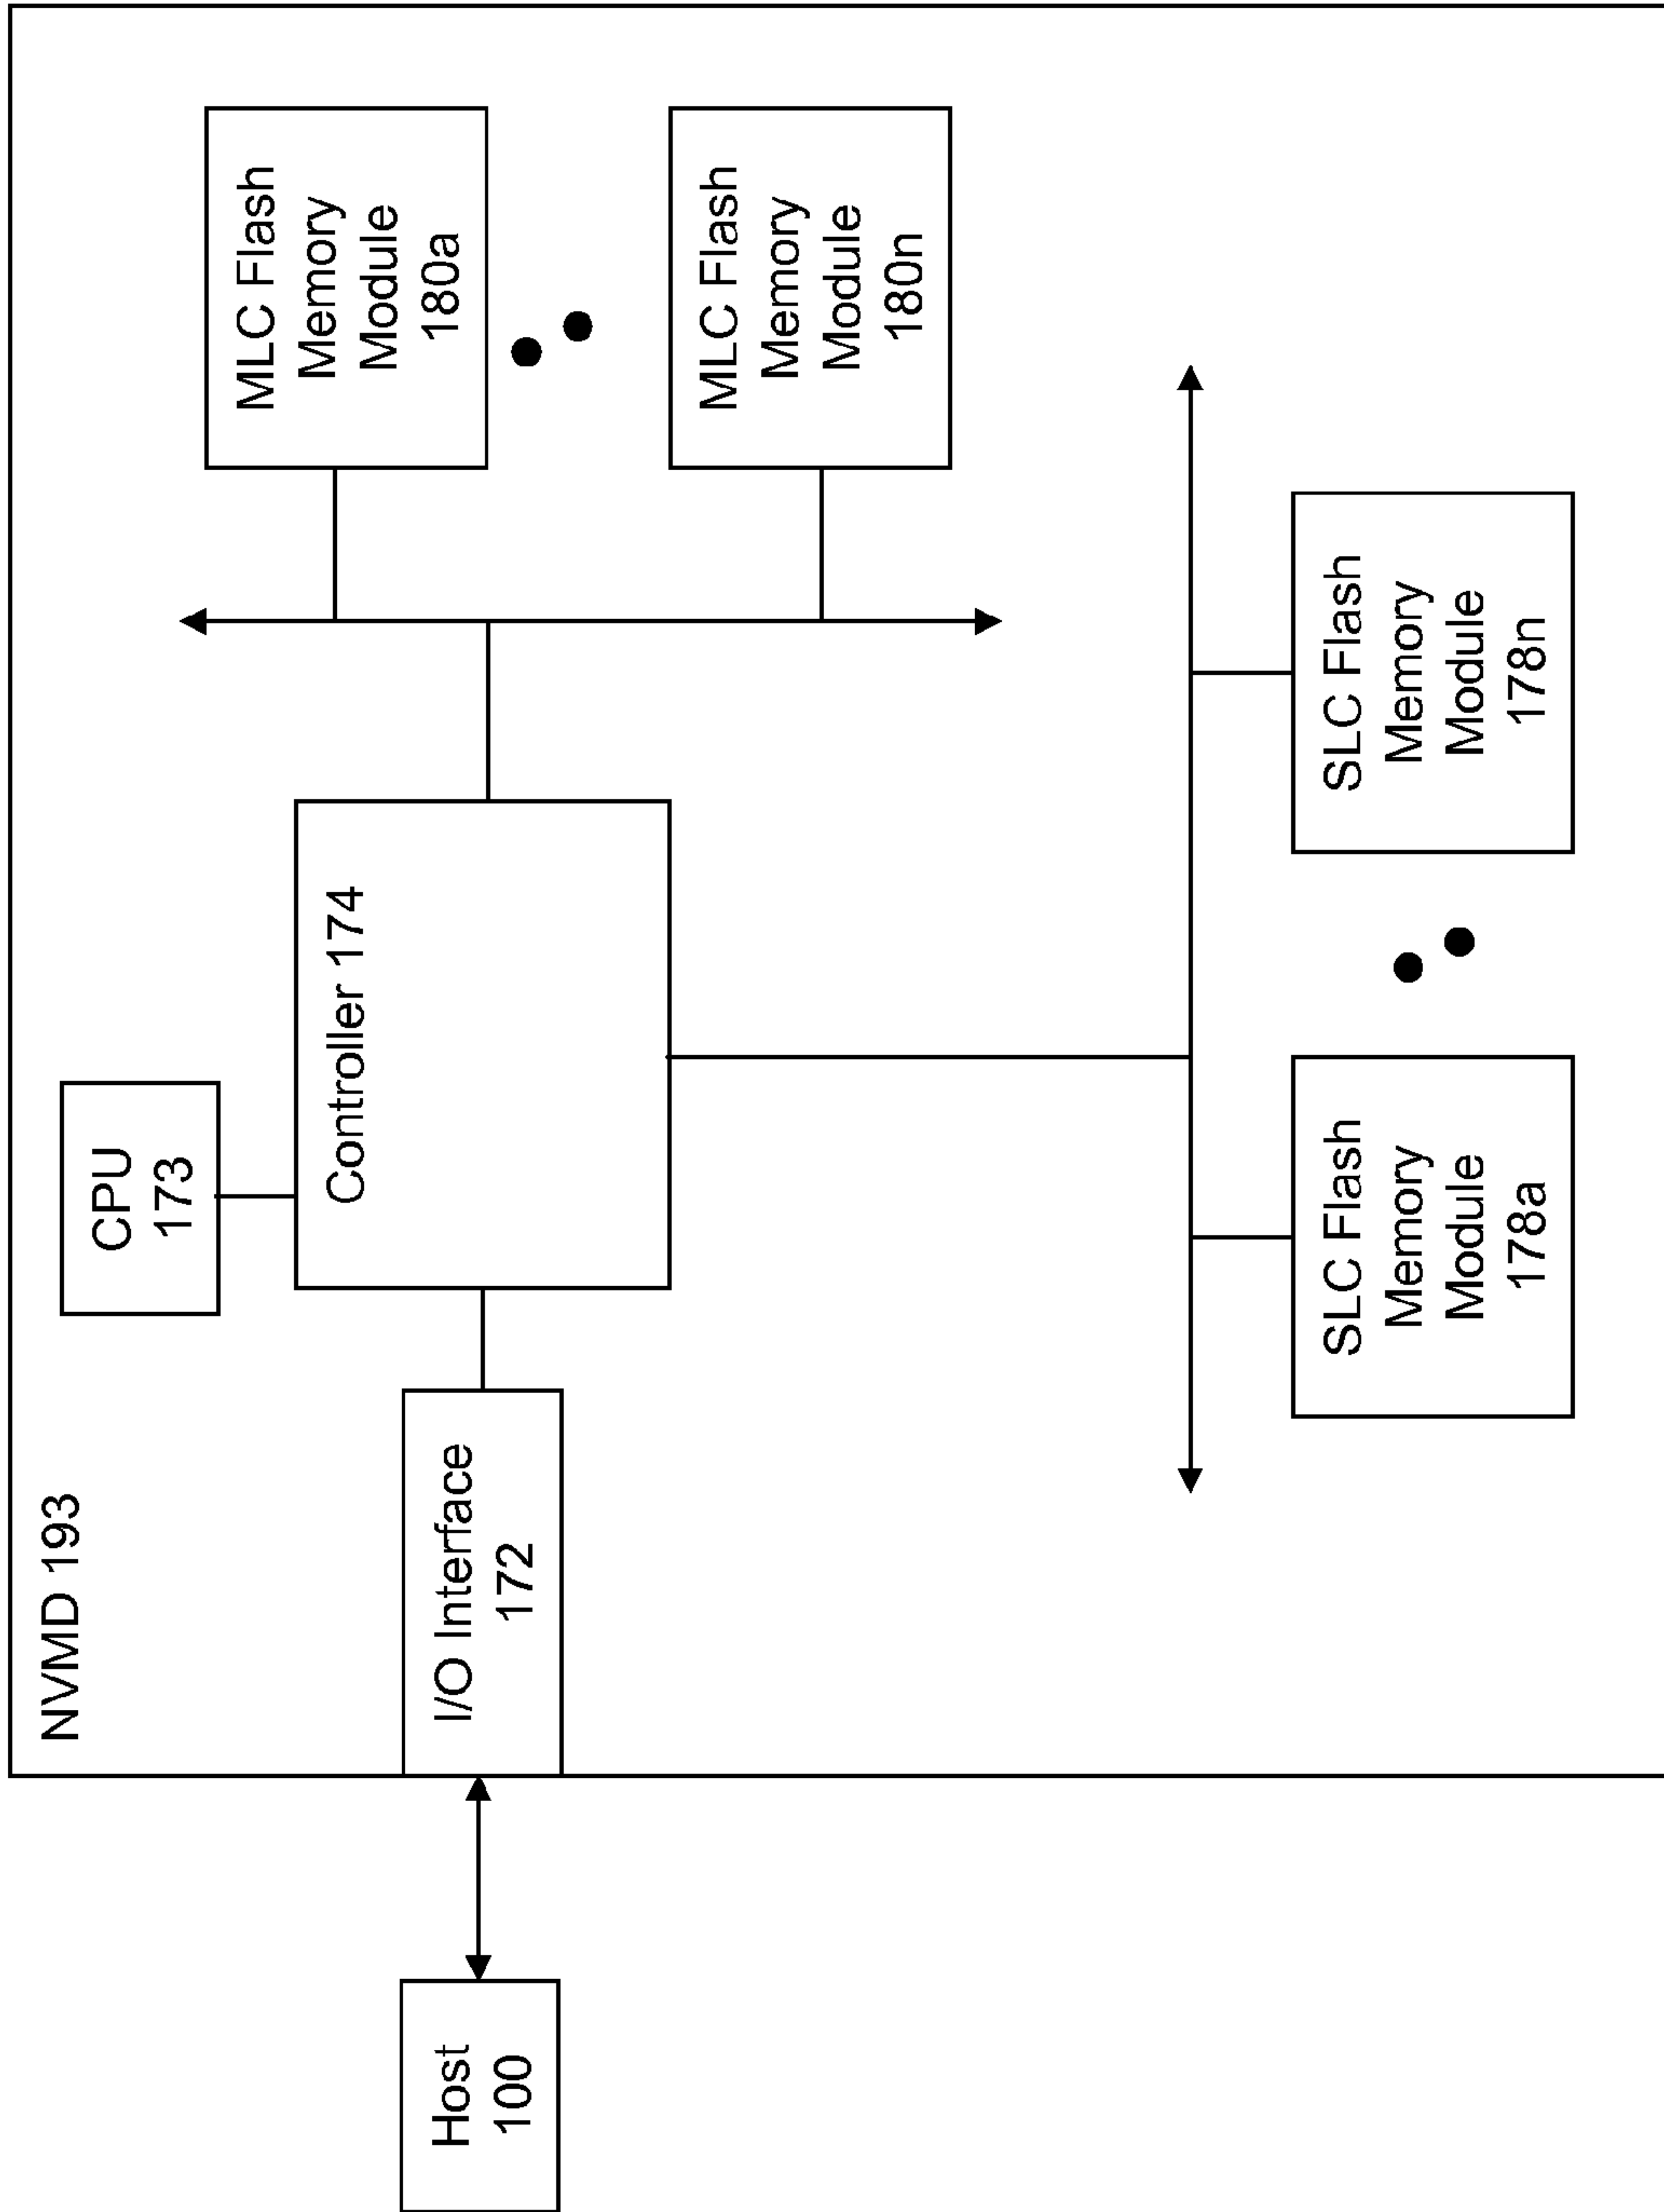 NVMD 193
CPU
173
Controller 174
I/O Interface
172
Host
100
MLC Flash
Memory
Module
180a
MLC Flash
Memory
Module
180n
SLC Flash
Memory
Module
178a
SLC Flash
Memory
Module
178n